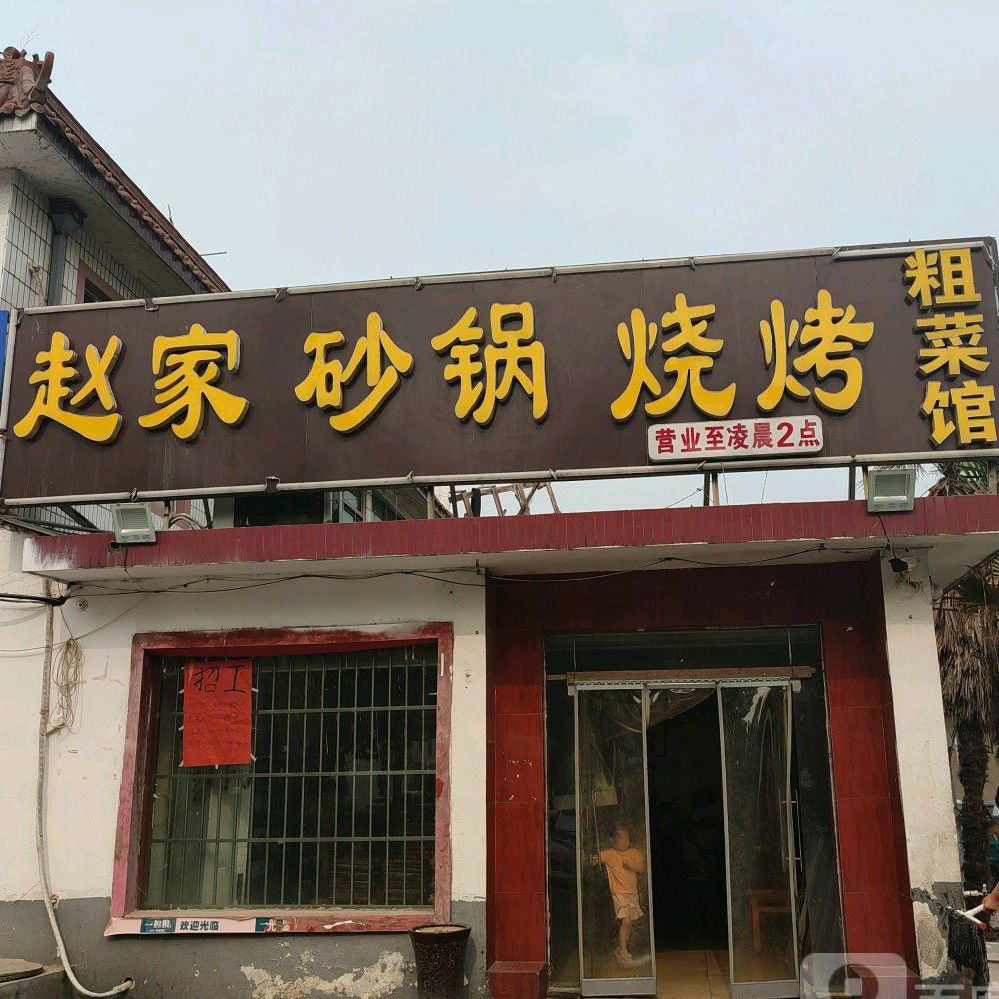 赵家 砂锅 烧烤
粗菜馆
营业至凌晨2点
招工
欢迎光临